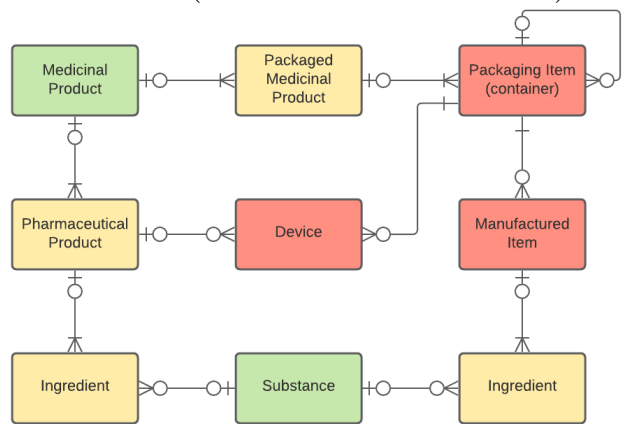 Medicinal
Product
Packaged
Medicinal
Product
Packaging Item
(container)
Pharmaceutical
Product
Device
Manufactured
Item
Ingredient
Substance
Ingredient